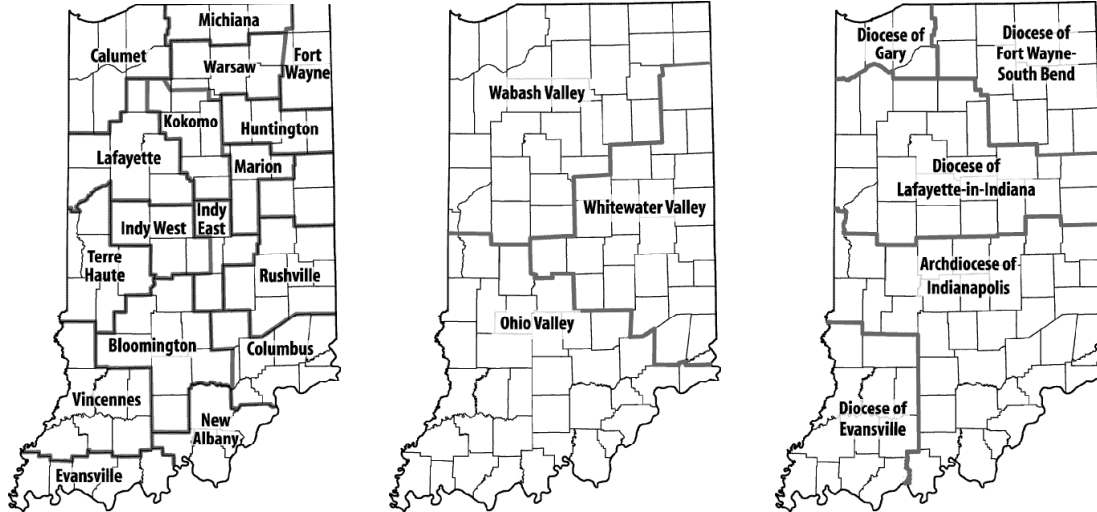 Michiana
Calumet
Warsaw
Fort
Wayne
Kokomo
Huntington
Lafayette
Marion
Indy
East
Indy West
Terre
Haute
Rushville
Bloomington
Columbus
Vincennes
New
Albany
Evansville
Wabash Valley
Whitewater Valley
Ohio Valley
Diocese of
Gary
Diocese of
Fort Wayne-
South Bend
Diocese of
Lafayette-in-Indiana
Archdiocese of
Indianapolis
Diocese of
Evansville